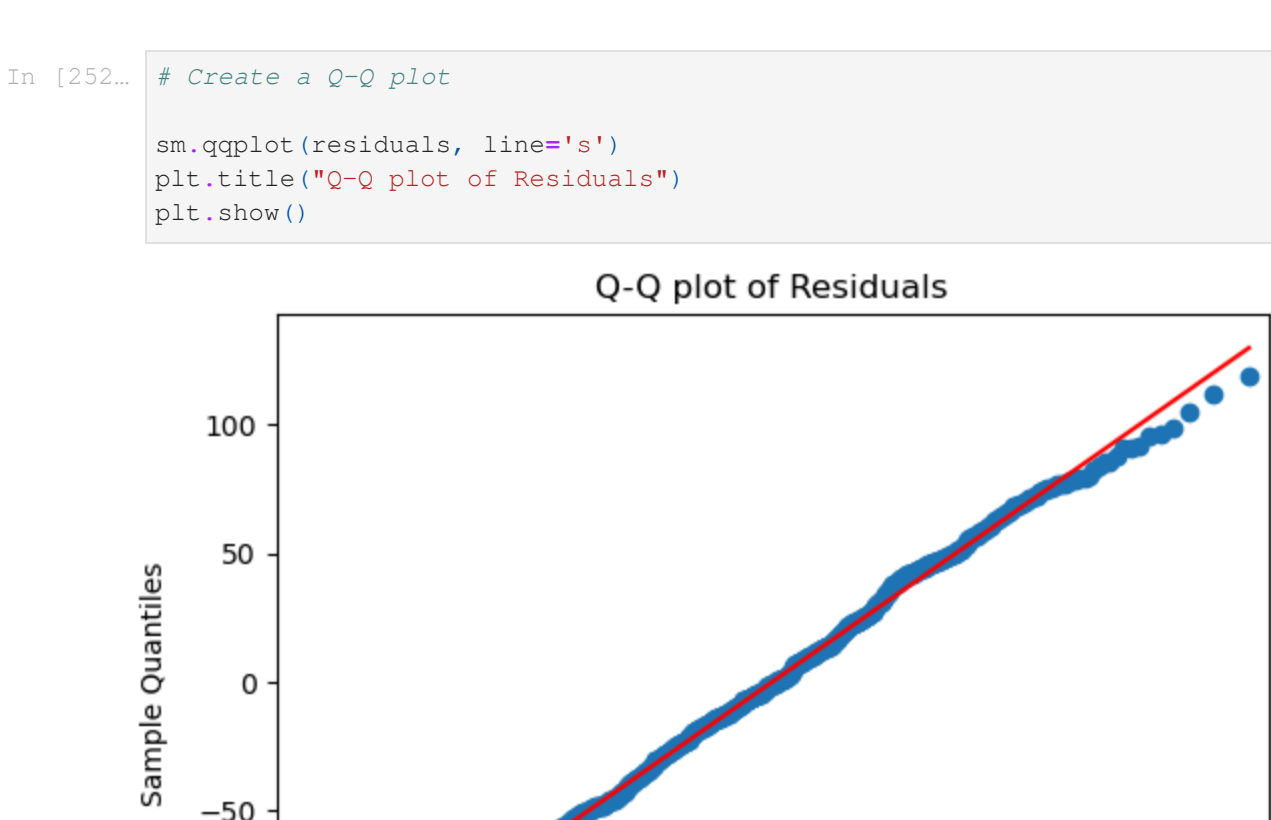 In [252…
# Create a Q-Q plot
sm.qqplot(residuals, line='s')
plt.title("Q-Q plot of Residuals")
plt.show()
Q-Q plot of Residuals
100
50
0
−50
Sample Quantiles